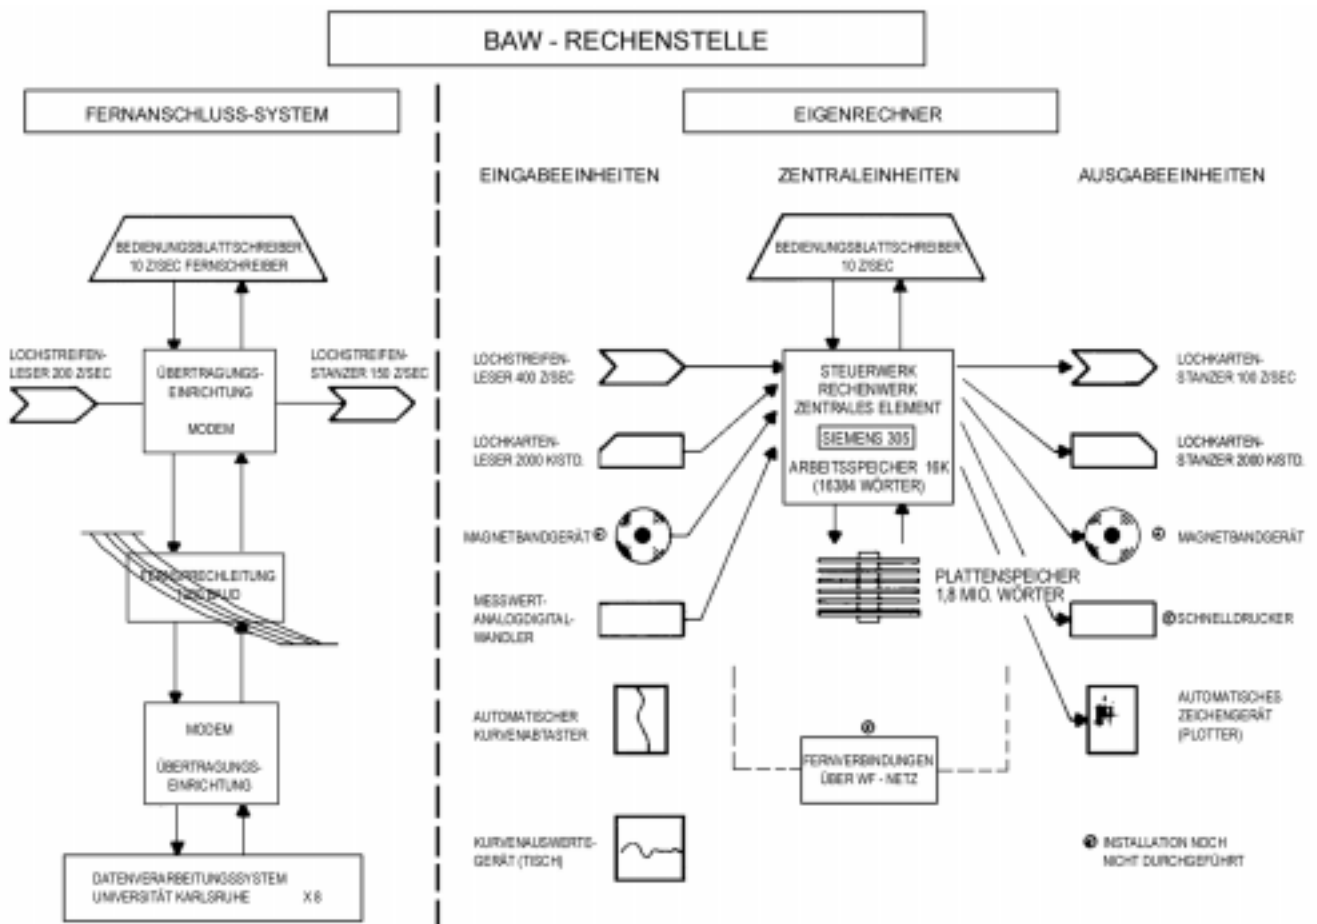 BAW - RECHENSTELLE
FERNANSCHLUSS-SYSTEM
BEDIENUNGSBLATTSCHREIBER
10 Z/SEC FERNSCHREIBER
LOCHSTREIFEN-
LESER 200 Z/SEC
ÜBERTRAGUNGS-
EINRICHTUNG
MODEM
LOCHSTREIFEN-
STANZER 150 Z/SEC
MODEM
ÜBERTRAGUNGS-
EINRICHTUNG
DATENVERARBEITUNGSSYSTEM
UNIVERSITÄT KARLSRUHE X 8
EIGENRECHNER
EINGABEEINHEITEN
ZENTRALEINHEITEN
AUSGABEEINHEITEN
BEDIENUNGSBLATTSCHREIBER
10 Z/SEC
LOCHSTREIFEN-
LESER 400 Z/SEC
LOCHKARTEN-
LESER 2000 K/STD.
MAGNETBANDGERÄT
MESSWERT-
ANALOGDIGITAL-
WANDLER
AUTOMATISCHER
KURVENABTASTER
KURVENAUSWERTE-
GERÄT (TISCH)
STEUERWERK
RECHENWERK
ZENTRALES ELEMENT
SIEMENS 305
ARBEITSSPEICHER 16K
(16384 WÖRTER)
PLATTENSPEICHER
1,8 MIO. WÖRTER
FERNVERBINDUNGEN
ÜBER WF - NETZ
LOCHKARTEN-
STANZER 100 Z/SEC
LOCHKARTEN-
STANZER 2000 K/STD.
MAGNETBANDGERÄT
SCHNELLDRUCKER
AUTOMATISCHES
ZEICHENGERÄT
(PLOTTER)
INSTALLATION NOCH
NICHT DURCHGEFÜHRT